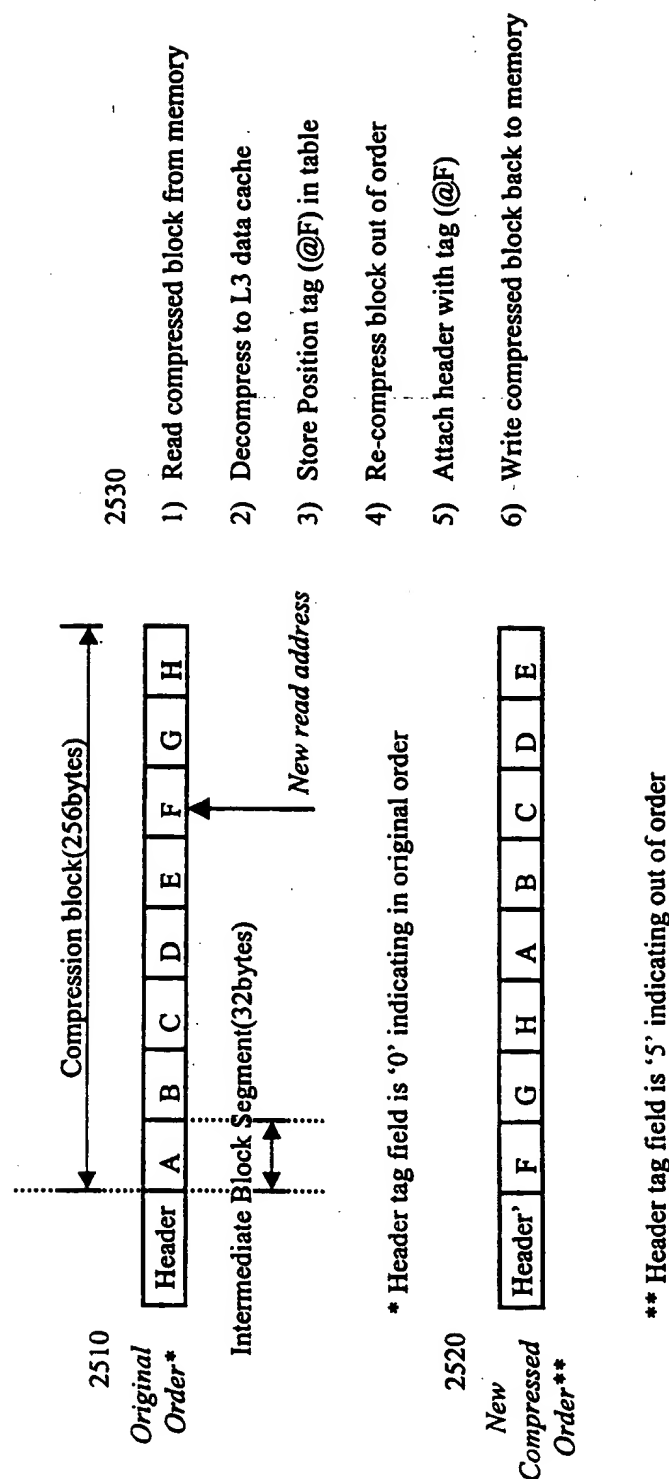 2510
Original
Order*
Compression block(256bytes)
Header A B C D E F G H
Intermediate Block Segment(32bytes)
New read address
* Header tag field is ‘0’ indicating in original order
2520
New
Compressed
Order**
Header' F G H A B C D E
** Header tag field is ‘5’ indicating out of order
2530
1) Read compressed block from memory
2) Decompress to L3 data cache
3) Store Position tag (@F) in table
4) Re-compress block out of order
5) Attach header with tag (@F)
6) Write compressed block back to memory